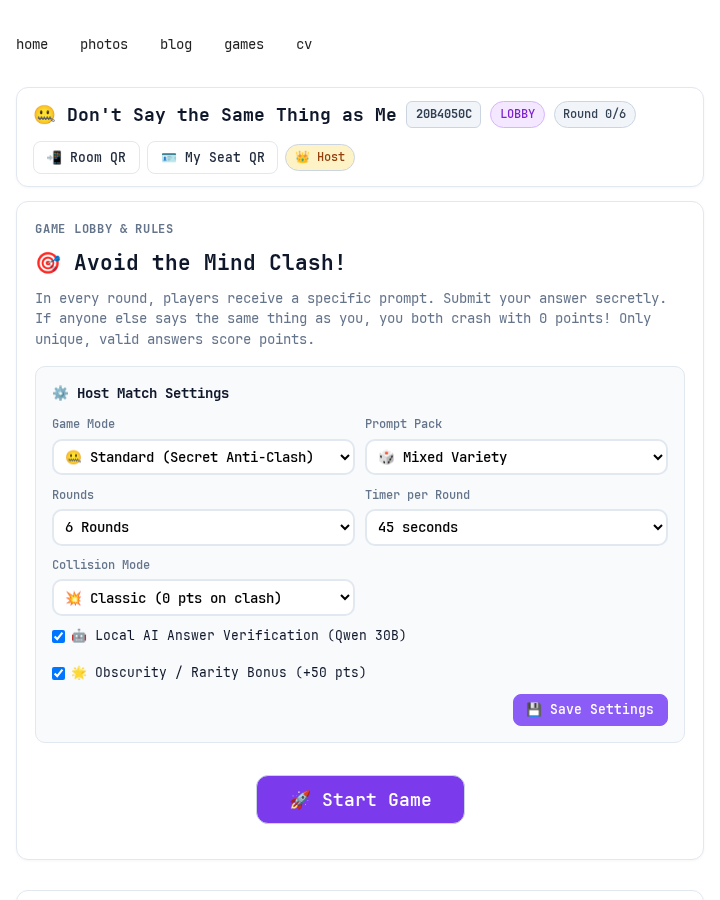 home photos blog games cv
🤐 Don't Say the Same Thing as Me 20B4050C LOBBY Round 0/6
📲 Room QR 🪪 My Seat QR 👑 Host
GAME LOBBY & RULES
🎯 Avoid the Mind Clash!
In every round, players receive a specific prompt. Submit your answer secretly.
If anyone else says the same thing as you, you both crash with 0 points! Only
unique, valid answers score points.
⚙️ Host Match Settings
Game Mode Prompt Pack
🤐 Standard (Secret Anti-Clash) 🎲 Mixed Variety
Rounds Timer per Round
6 Rounds 45 seconds
Collision Mode
💥 Classic (0 pts on clash)
🤖 Local AI Answer Verification (Qwen 30B)
🌟 Obscurity / Rarity Bonus (+50 pts)
💾 Save Settings
🚀 Start Game